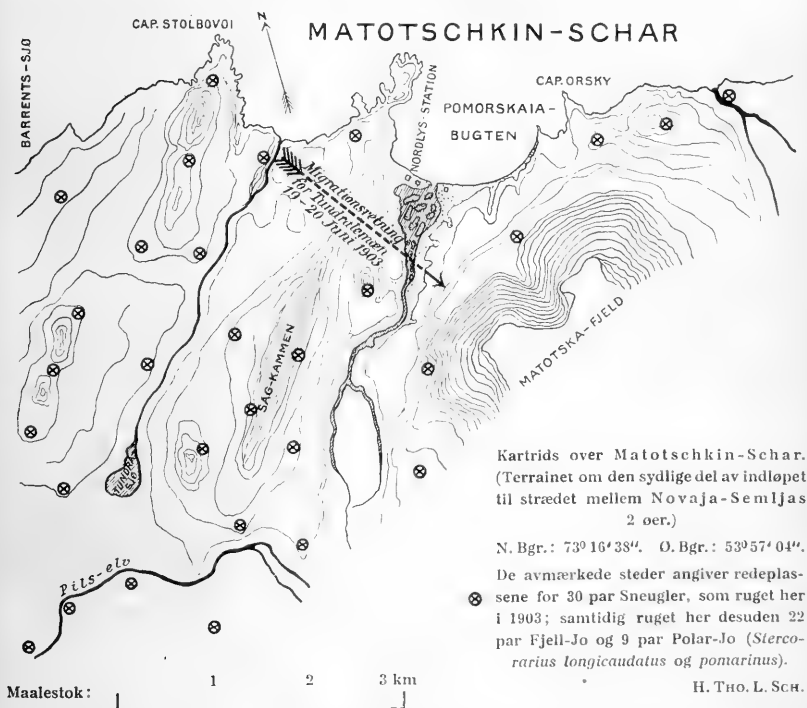 MATOTSCHKIN-SCHAR
CAP. STOLBOVOI
N
BARRENTS-SJØ
NORDLYS-STATION
CAP. ORSKY
POMORSKAIA-
BUGTEN
Migrationsretning
for Tundralemæn
19-20 Juni 1903
MATOTSKA-FJELD
SAG-KAMMEN
TUNDRA
SJØ
Pils-elv
Kartrids over Matotschkin-Schar.
(Terrainet om den sydlige del av indløpet
til strædet mellem Novaja-Semljas
2 øer.)
N. Bgr.: 73° 16′ 38″. Ø. Bgr.: 53° 57′ 04″.
De avmærkede steder angiver redeplas-
sene for 30 par Sneugler, som ruget her
i 1903; samtidig ruget her desuden 22
par Fjell-Jo og 9 par Polar-Jo (Sterco-
rarius longicaudatus og pomarinus).
H. THO. L. SCH.
Maalestok: 1 2 3 km